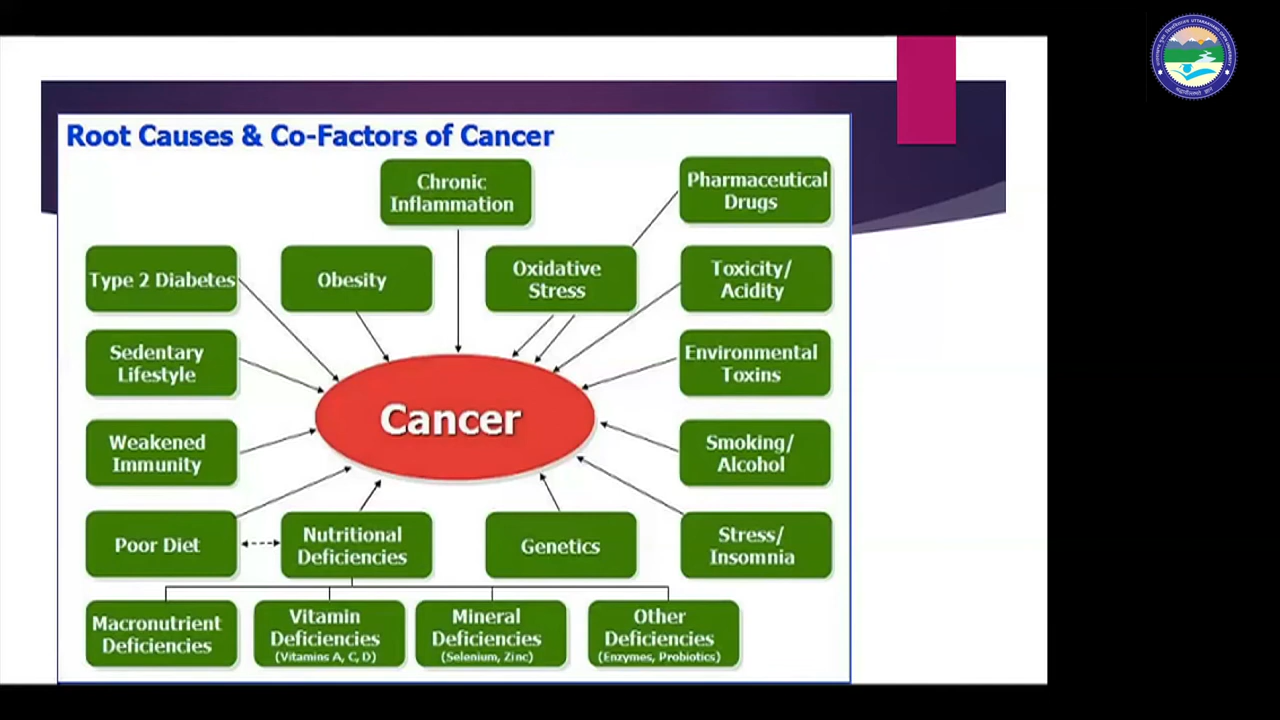 Root Causes & Co-Factors of Cancer
Chronic
Inflammation
Pharmaceutical
Drugs
Type 2 Diabetes
Obesity
Oxidative
Stress
Toxicity/
Acidity
Sedentary
Lifestyle
Environmental
Toxins
Cancer
Weakened
Immunity
Smoking/
Alcohol
Poor Diet
Nutritional
Deficiencies
Genetics
Stress/
Insomnia
Macronutrient
Deficiencies
Vitamin
Deficiencies
(Vitamins A, C, D)
Mineral
Deficiencies
(Selenium, Zinc)
Other
Deficiencies
(Enzymes, Probiotics)